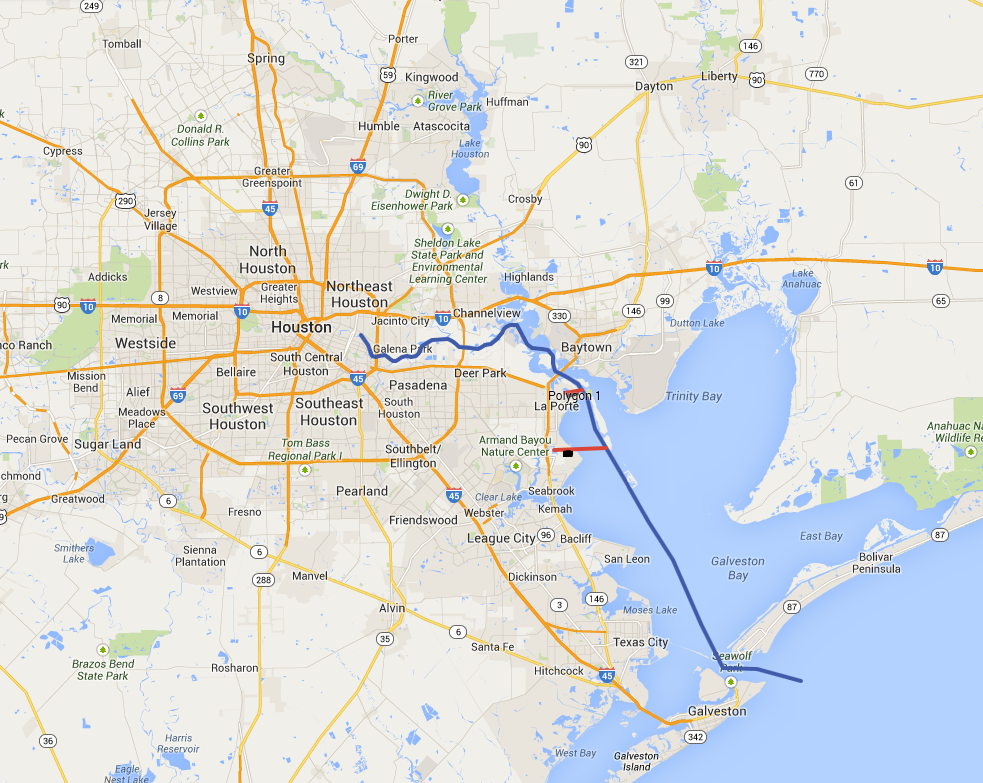 249
Tomball
Spring
Porter
59
Kingwood
River
Grove Park
Huffman
321
146
Liberty
90
770
Dayton
Donald R.
Collins Park
Humble
Atascocita
Lake
Houston
90
Cypress
69
Greater
Greenspoint
61
290
45
Dwight D.
Eisenhower Park
Crosby
Jersey
Village
Sheldon Lake
State Park and
Environmental
Learning Center
North
Houston
rk
Addicks
10
10
Highlands
Lake
Anahuac
Westview
Greater
Heights
Northeast
Houston
8
90
10
99
65
Memorial
Memorial
10
Houston
Jacinto City
10
Channelview
330
146
Dutton Lake
nco Ranch
Westside
Galena Park
Baytown
South Central
Houston
Mission
Bend
Bellaire
45
Deer Park
Pasadena
Alief
69
Polygon 1
La Porte
Trinity Bay
Meadows
Place
Southwest
Houston
Southeast
Houston
South
Houston
Pecan Grove
Sugar Land
Tom Bass
Regional Park I
Southbelt/
Ellington
Armand Bayou
Nature Center
Anahuac Na
Wildlife Re
chmond
Greatwood
6
Pearland
45
Clear Lake
Seabrook
59
Fresno
Friendswood
Webster
Kemah
League City
96
Bacliff
East Bay
87
Smithers
Lake
Sienna
Plantation
6
San Leon
Galveston
Bay
Bolivar
Peninsula
288
Manvel
Dickinson
Alvin
3
146
Moses Lake
87
35
6
Santa Fe
Texas City
Brazos Bend
State Park
Rosharon
Hitchcock
45
Seawolf
Park
Galveston
36
Harris
Reservoir
342
West Bay
Galveston
Island
Eagle
Nest Lake